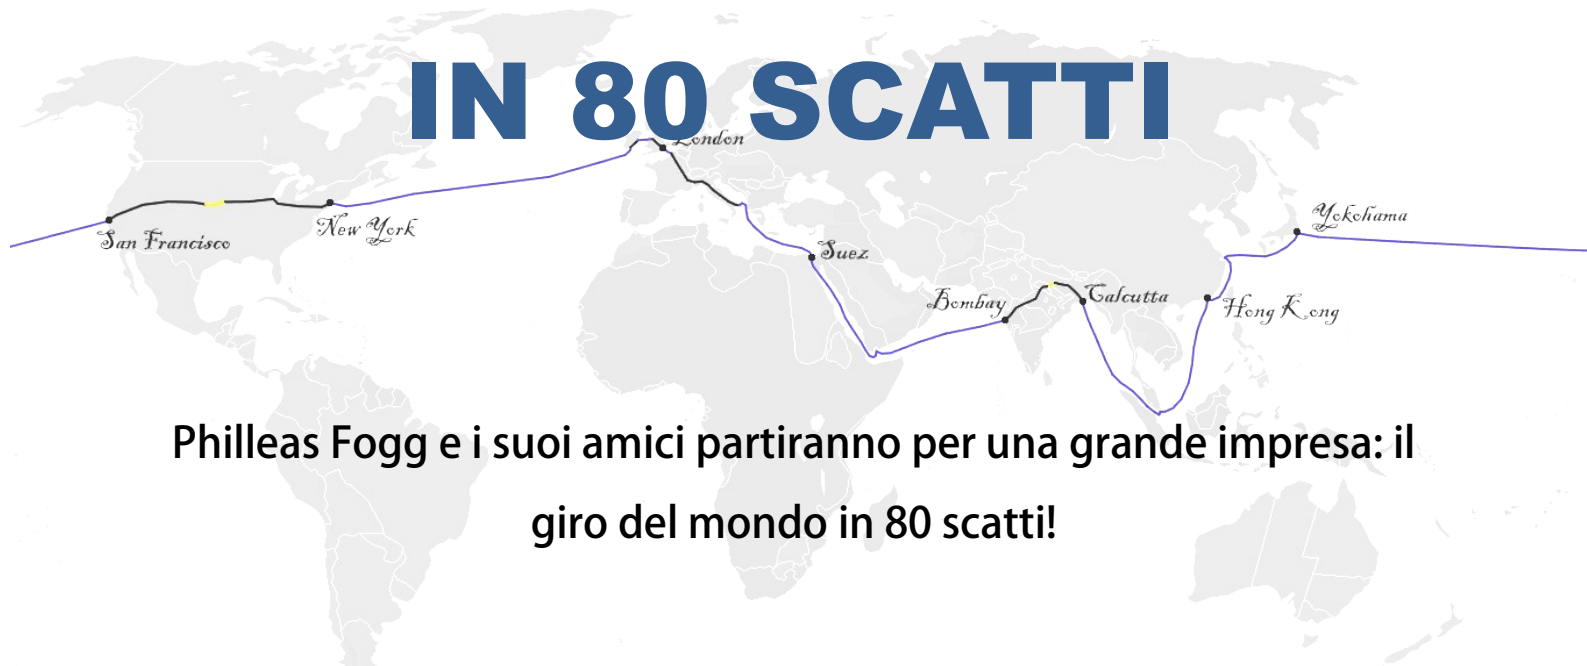 IN 80 SCATTI
London
New York
San Francisco
Yokohama
Suez
Bombay
Calcutta
Hong Kong
Philleas Fogg e i suoi amici partiranno per una grande impresa: il
giro del mondo in 80 scatti!